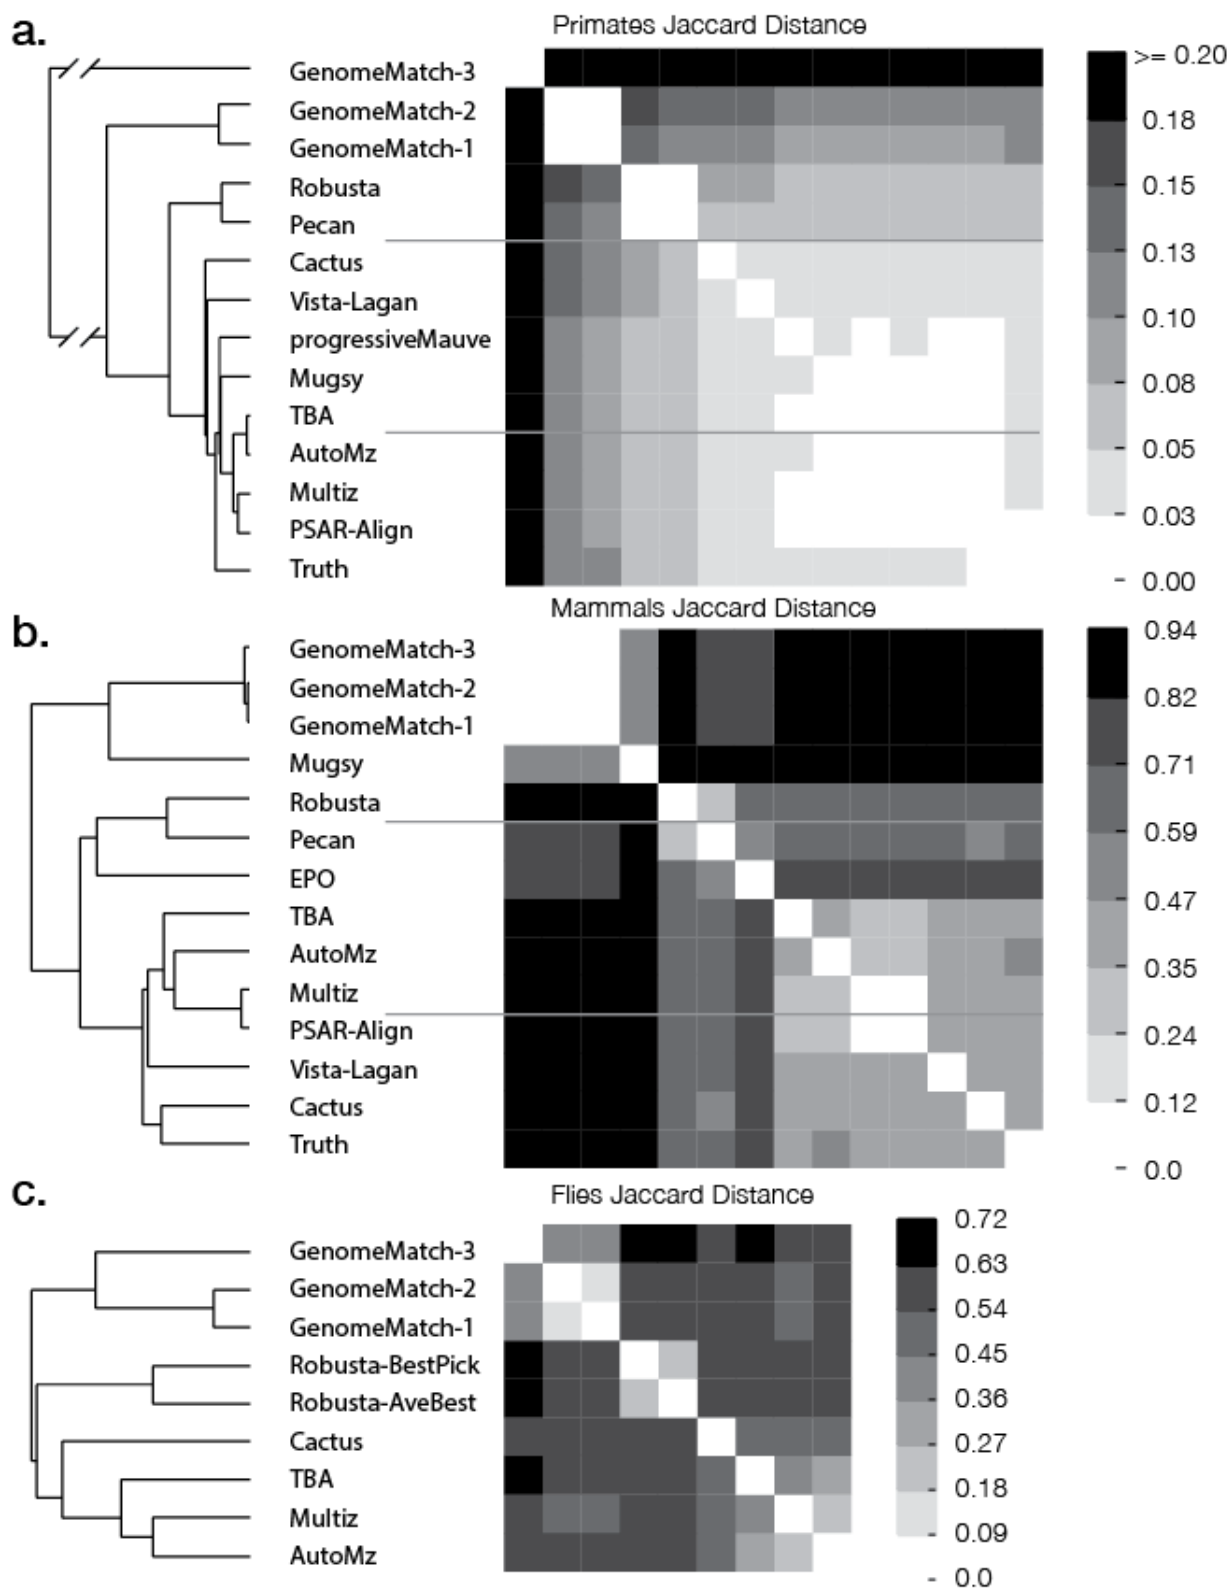 a.
Primates Jaccard Distance
GenomeMatch-3
GenomeMatch-2
GenomeMatch-1
Robusta
Pecan
Cactus
Vista-Lagan
progressiveMauve
Mugsy
TBA
AutoMz
Multiz
PSAR-Align
Truth
>= 0.20
0.18
0.15
0.13
0.10
0.08
0.05
0.03
0.00
b.
Mammals Jaccard Distance
GenomeMatch-3
GenomeMatch-2
GenomeMatch-1
Mugsy
Robusta
Pecan
EPO
TBA
AutoMz
Multiz
PSAR-Align
Vista-Lagan
Cactus
Truth
0.94
0.82
0.71
0.59
0.47
0.35
0.24
0.12
0.0
c.
Flies Jaccard Distance
GenomeMatch-3
GenomeMatch-2
GenomeMatch-1
Robusta-BestPick
Robusta-AveBest
Cactus
TBA
Multiz
AutoMz
0.72
0.63
0.54
0.45
0.36
0.27
0.18
0.09
0.0